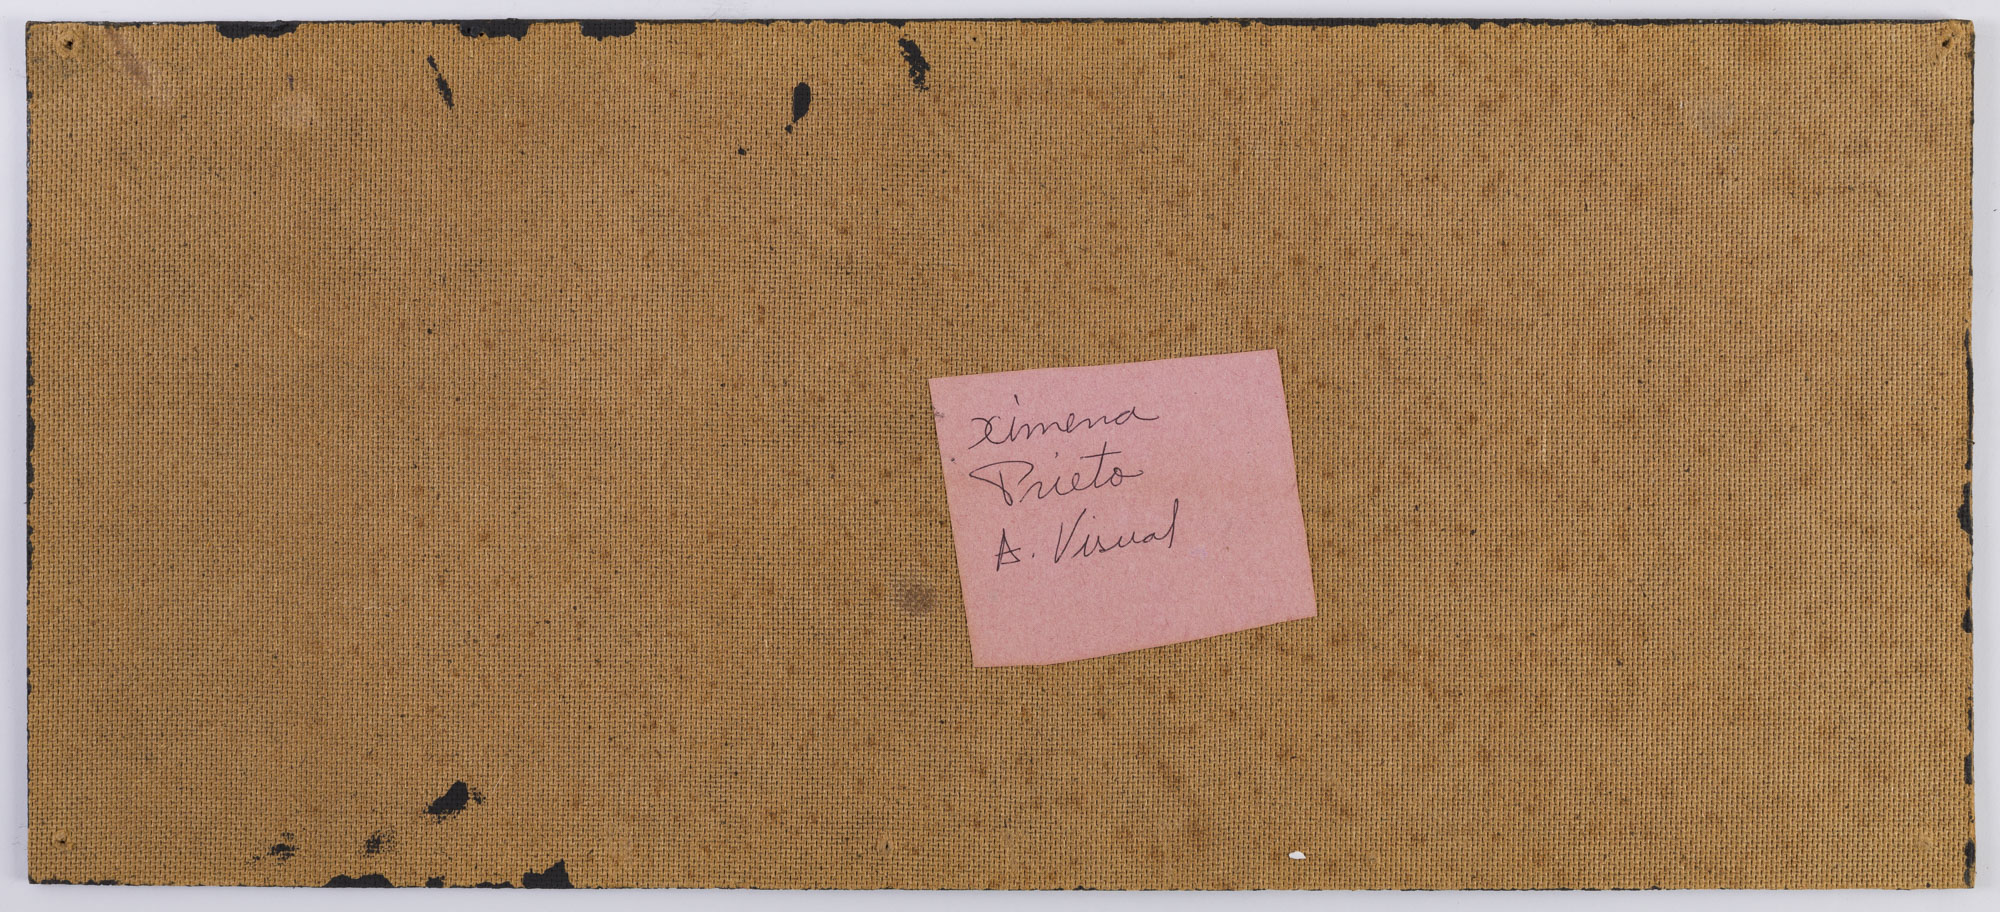 Ximena
Prieto
A. Visual